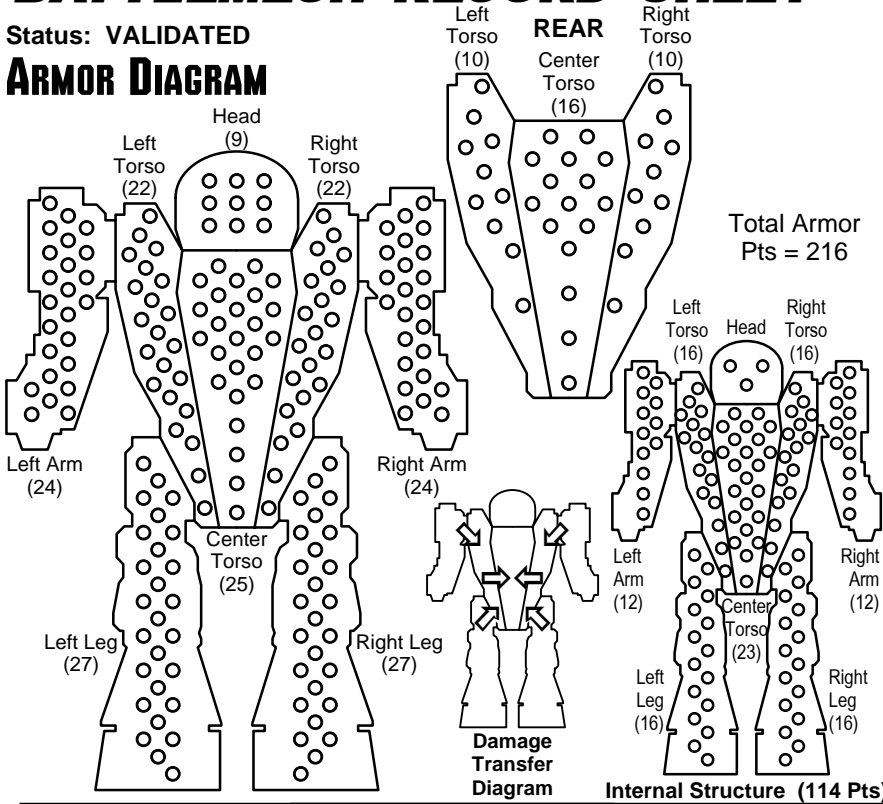 Status: VALIDATED
ARMOR DIAGRAM
Head
(9)
Left
Torso
(22)
Right
Torso
(22)
Left Arm
(24)
Right Arm
(24)
Center
Torso
(25)
Left Leg
(27)
Right Leg
(27)
REAR
Left
Torso
(10)
Center
Torso
(16)
Right
Torso
(10)
Total Armor
Pts = 216
Left
Torso
(16)
Head
Right
Torso
(16)
Left
Arm
(12)
Right
Arm
(12)
Center
Torso
(23)
Left
Leg
(16)
Right
Leg
(16)
Damage
Transfer
Diagram
Internal Structure (114 Pts)